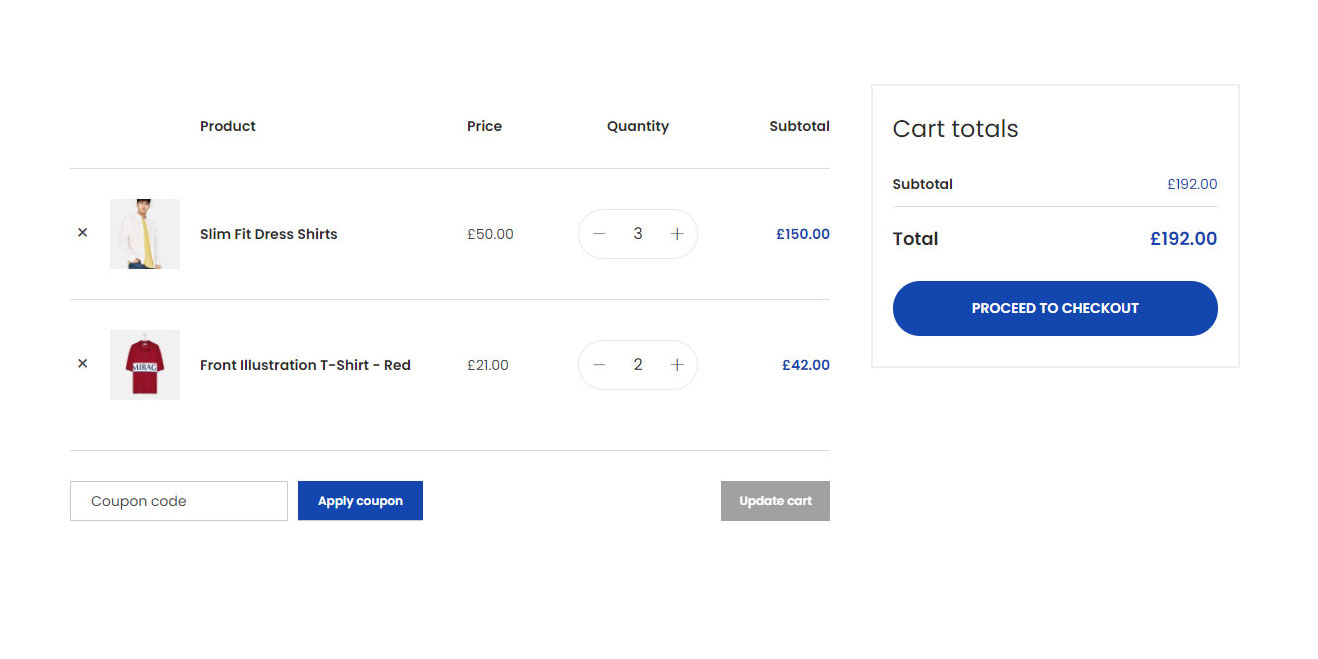 Product Price Quantity Subtotal
× Slim Fit Dress Shirts £50.00 − 3 + £150.00
MIRAG
× Front Illustration T-Shirt - Red £21.00 − 2 + £42.00
Coupon code Apply coupon Update cart
Cart totals
Subtotal £192.00
Total £192.00
PROCEED TO CHECKOUT